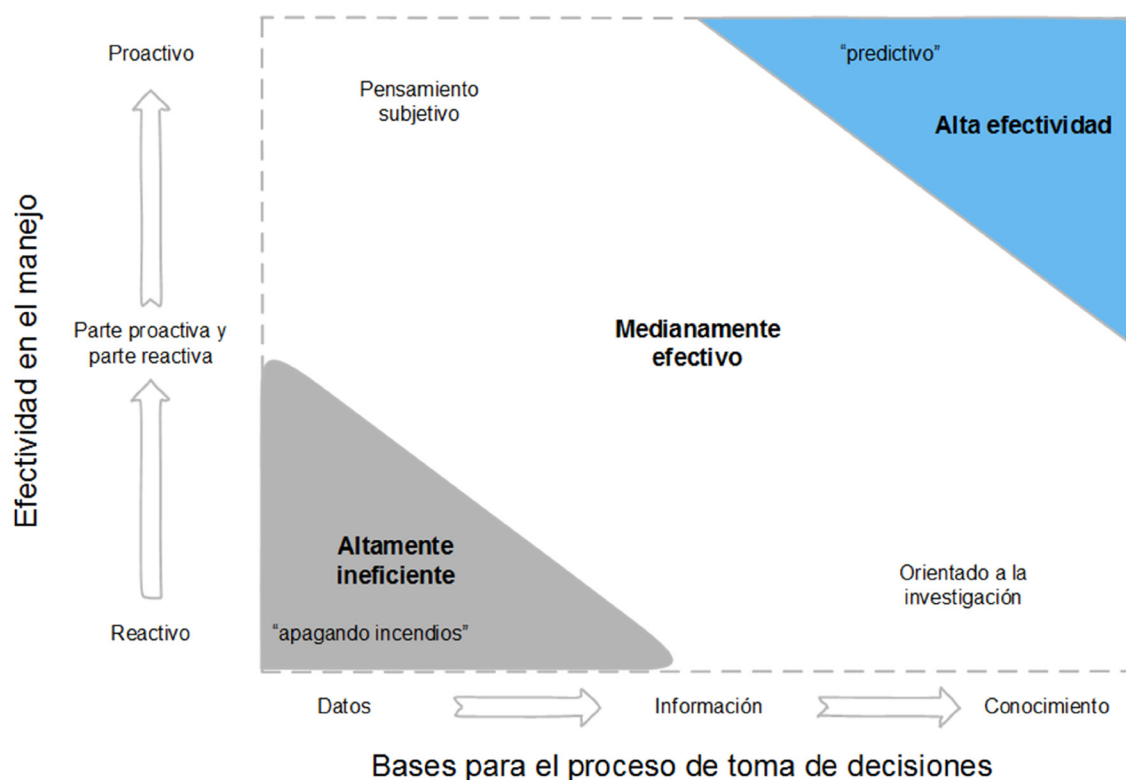 Proactivo
"predictivo"
Pensamiento
subjetivo
Alta efectividad
Efectividad en el manejo
Parte proactiva y
parte reactiva
Medianamente
efectivo
Altamente
ineficiente
Orientado a la
investigación
Reactivo
"apagando incendios"
Datos
Información
Conocimiento
Bases para el proceso de toma de decisiones